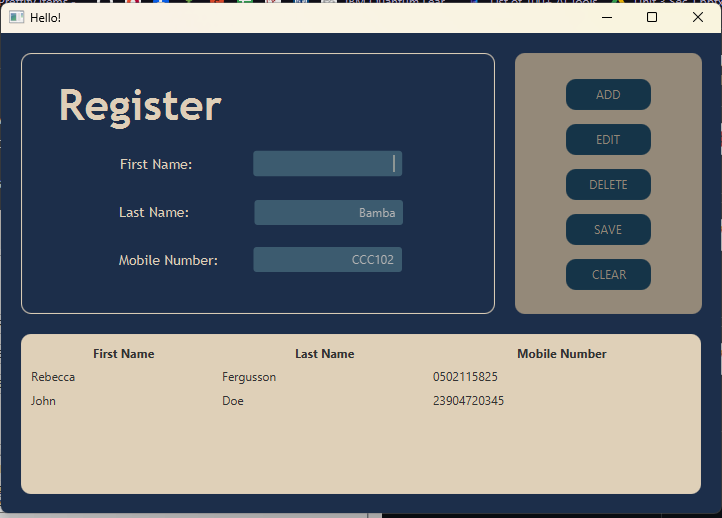 Hello!
Register
First Name:
Last Name: Bamba
Mobile Number: CCC102
ADD
EDIT
DELETE
SAVE
CLEAR
First Name Last Name Mobile Number
Rebecca Fergusson 0502115825
John Doe 23904720345